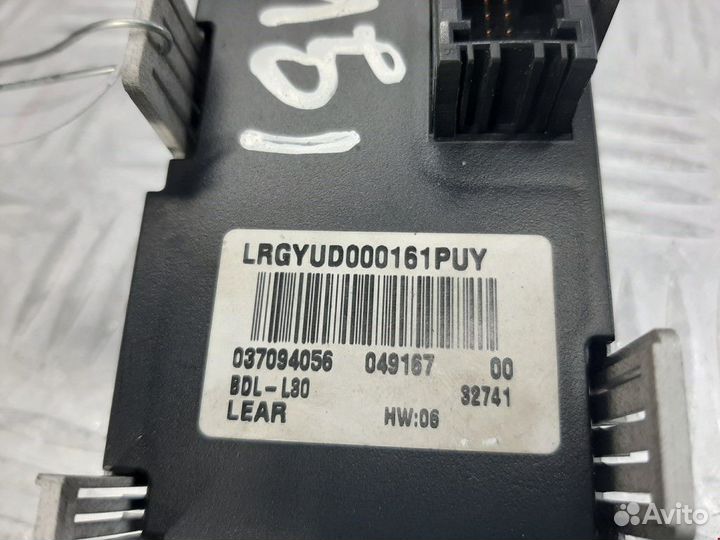 LRGYUD000161PUY
037094056 049167 00
BDL-L30 32741
LEAR HW:06
Avito